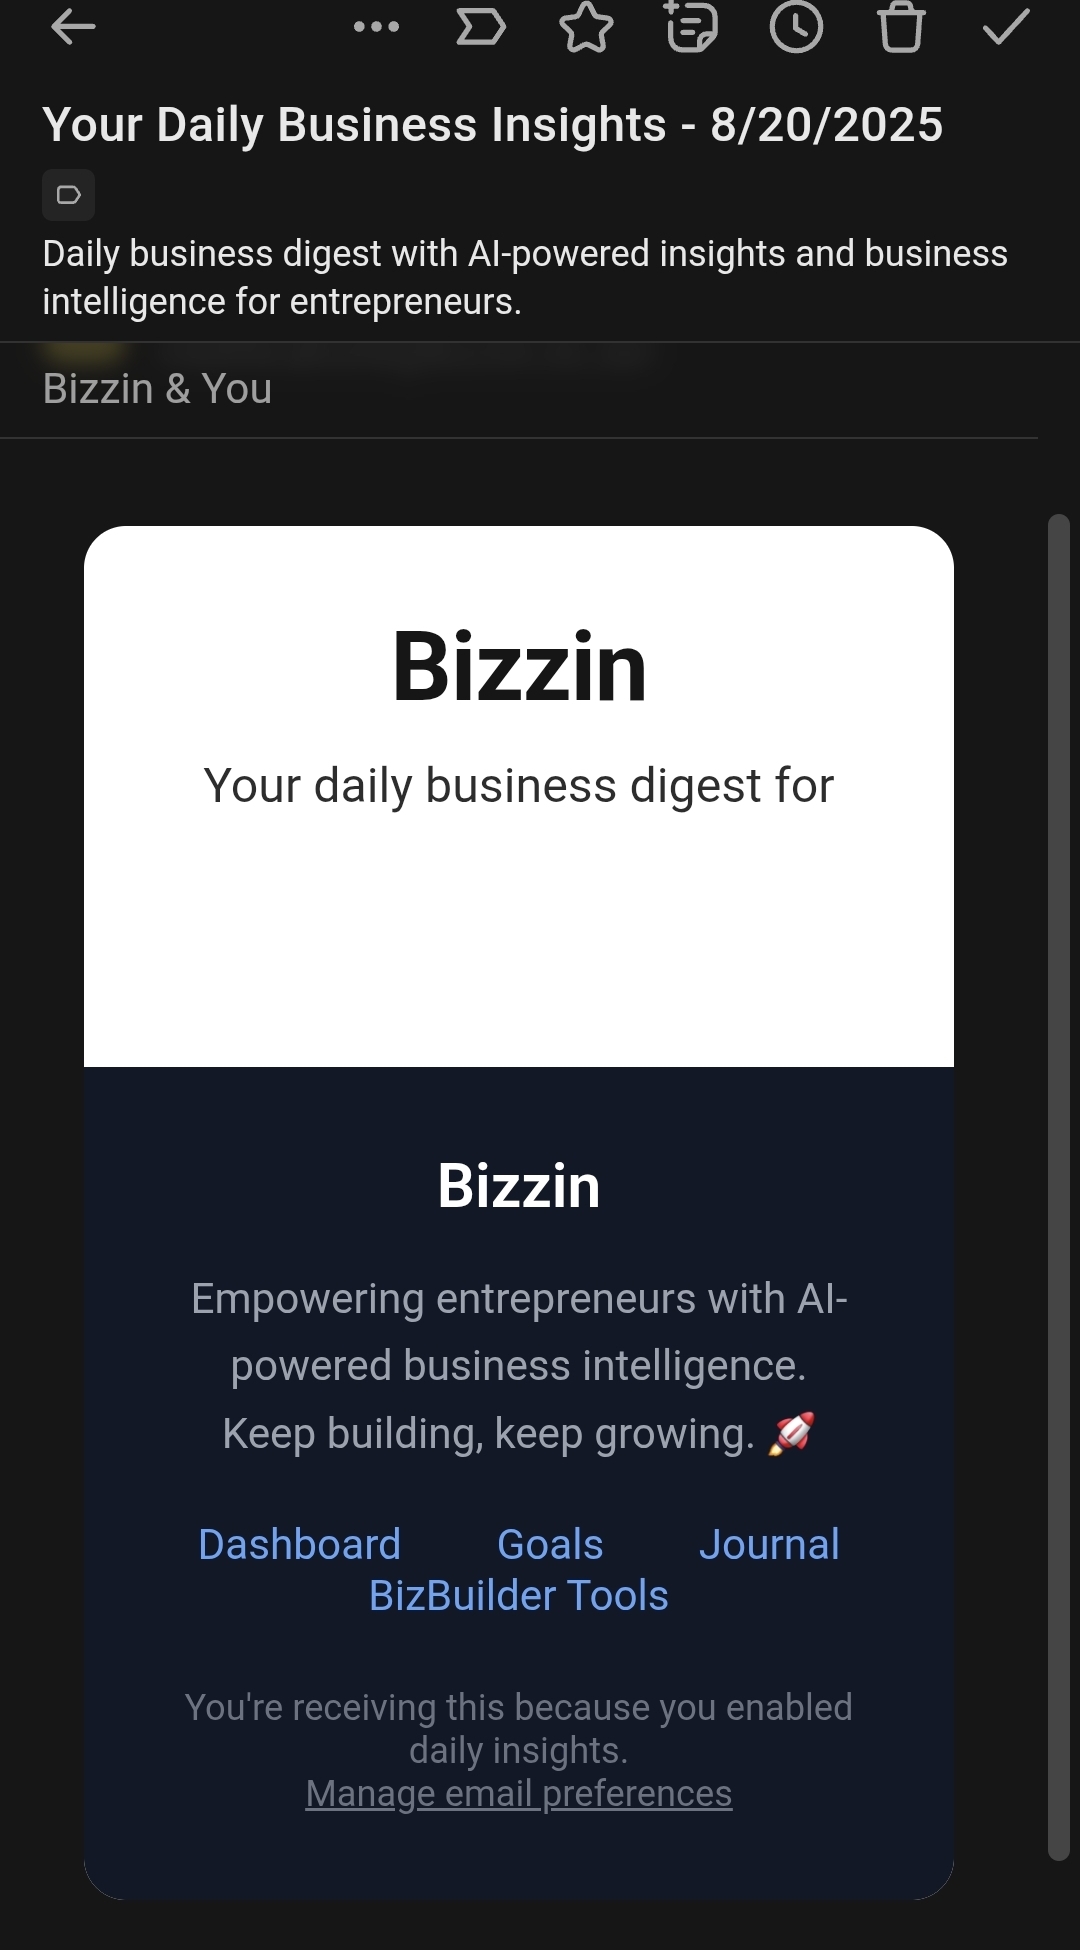 Your Daily Business Insights - 8/20/2025
Daily business digest with AI-powered insights and business
intelligence for entrepreneurs.
Bizzin & You
Bizzin
Your daily business digest for
Bizzin
Empowering entrepreneurs with AI-
powered business intelligence.
Keep building, keep growing. 🚀
Dashboard Goals Journal
BizBuilder Tools
You're receiving this because you enabled
daily insights.
Manage email preferences